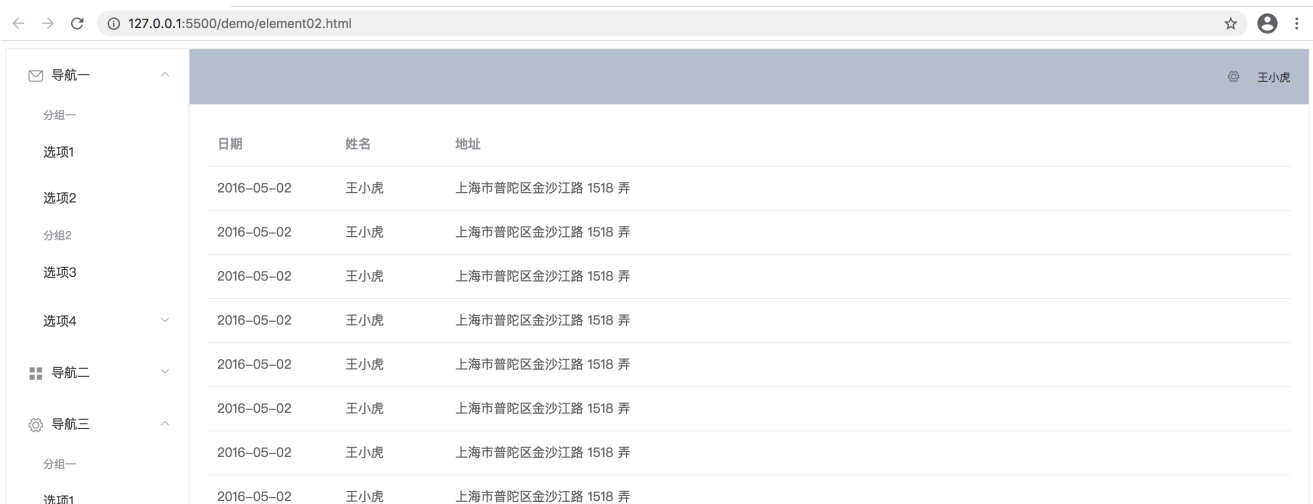 127.0.0.1:5500/demo/element02.html
导航一
分组一
选项1
选项2
分组2
选项3
选项4
导航二
导航三
分组一
选项1
王小虎
日期 姓名 地址
2016-05-02 王小虎 上海市普陀区金沙江路 1518 弄
2016-05-02 王小虎 上海市普陀区金沙江路 1518 弄
2016-05-02 王小虎 上海市普陀区金沙江路 1518 弄
2016-05-02 王小虎 上海市普陀区金沙江路 1518 弄
2016-05-02 王小虎 上海市普陀区金沙江路 1518 弄
2016-05-02 王小虎 上海市普陀区金沙江路 1518 弄
2016-05-02 王小虎 上海市普陀区金沙江路 1518 弄
2016-05-02 王小虎 上海市普陀区金沙江路 1518 弄